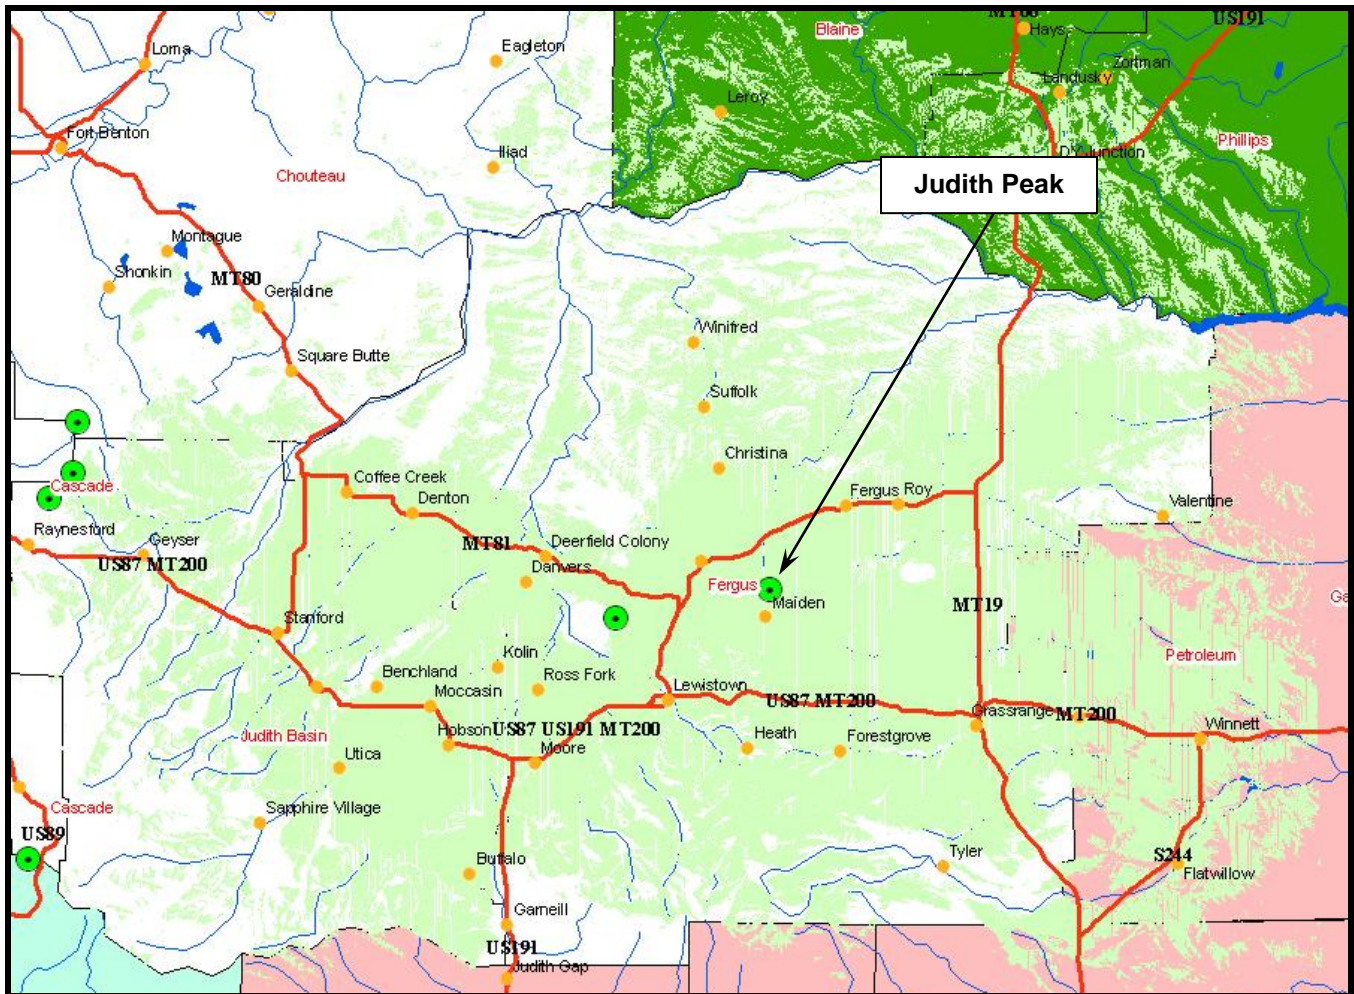 MT66
US191
Blaine
Hays
Loma
Eagleton
Zortman
Landusky
Leroy
Fort Benton
Phillips
Iliad
D Y Junction
Chouteau
Judith Peak
Montague
Shonkin
MT80
Geraldine
Winifred
Square Butte
Suffolk
Christina
Coffee Creek
Cascade
Fergus
Roy
Denton
Valentine
Raynesford
Geyser
MT81
Deerfield Colony
US87 MT200
Danvers
Fergus
Ga
Maiden
MT19
Stanford
Kolin
Petroleum
Benchland
Ross Fork
Lewistown
Moccasin
US87 MT200
Grassrange
MT200
Winnett
Judith Basin
Hobson
US87 US191 MT200
Heath
Forestgrove
Moore
Utica
Cascade
Sapphire Village
US89
Buffalo
Tyler
S244
Flatwillow
Garneill
US191
Judith Gap